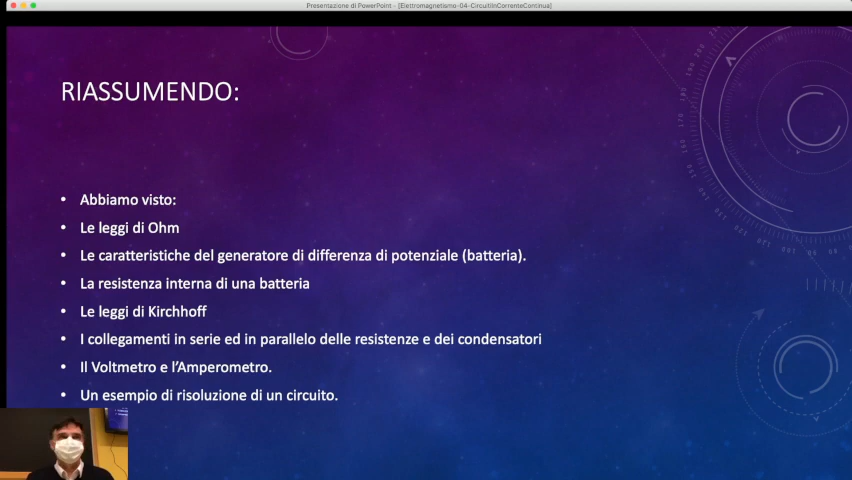 Presentazione di PowerPoint - [Elettromagnetismo-04-CircuitiInCorrenteContinua]
RIASSUMENDO:
• Abbiamo visto:
• Le leggi di Ohm
• Le caratteristiche del generatore di differenza di potenziale (batteria).
• La resistenza interna di una batteria
• Le leggi di Kirchhoff
• I collegamenti in serie ed in parallelo delle resistenze e dei condensatori
• Il Voltmetro e l'Amperometro.
• Un esempio di risoluzione di un circuito.